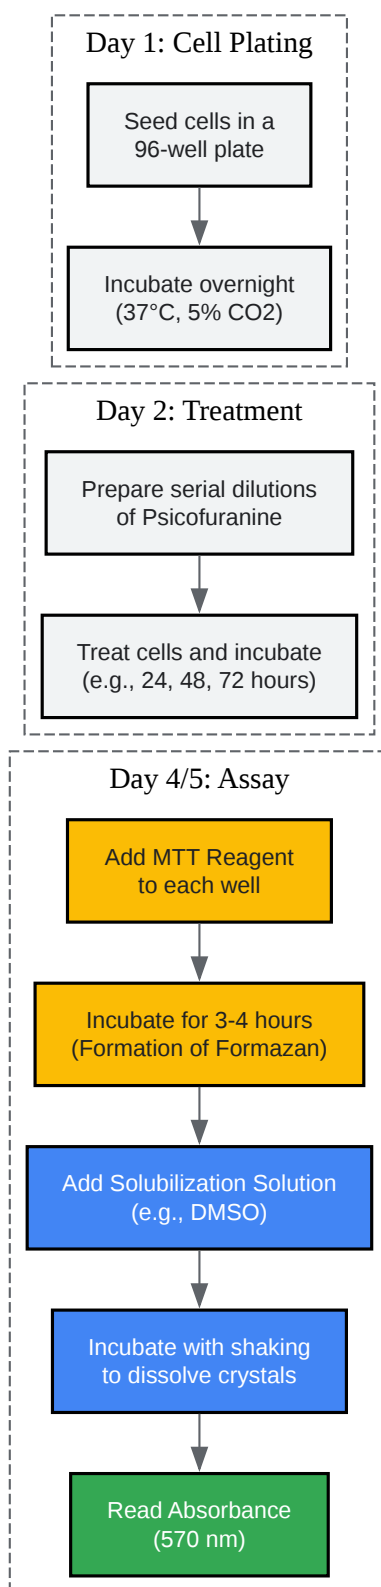 Day 1: Cell Plating
Seed cells in a
96-well plate
Incubate overnight
(37°C, 5% CO2)
Day 2: Treatment
Prepare serial dilutions
of Psicofuranine
Treat cells and incubate
(e.g., 24, 48, 72 hours)
Day 4/5: Assay
Add MTT Reagent
to each well
Incubate for 3-4 hours
(Formation of Formazan)
Add Solubilization Solution
(e.g., DMSO)
Incubate with shaking
to dissolve crystals
Read Absorbance
(570 nm)